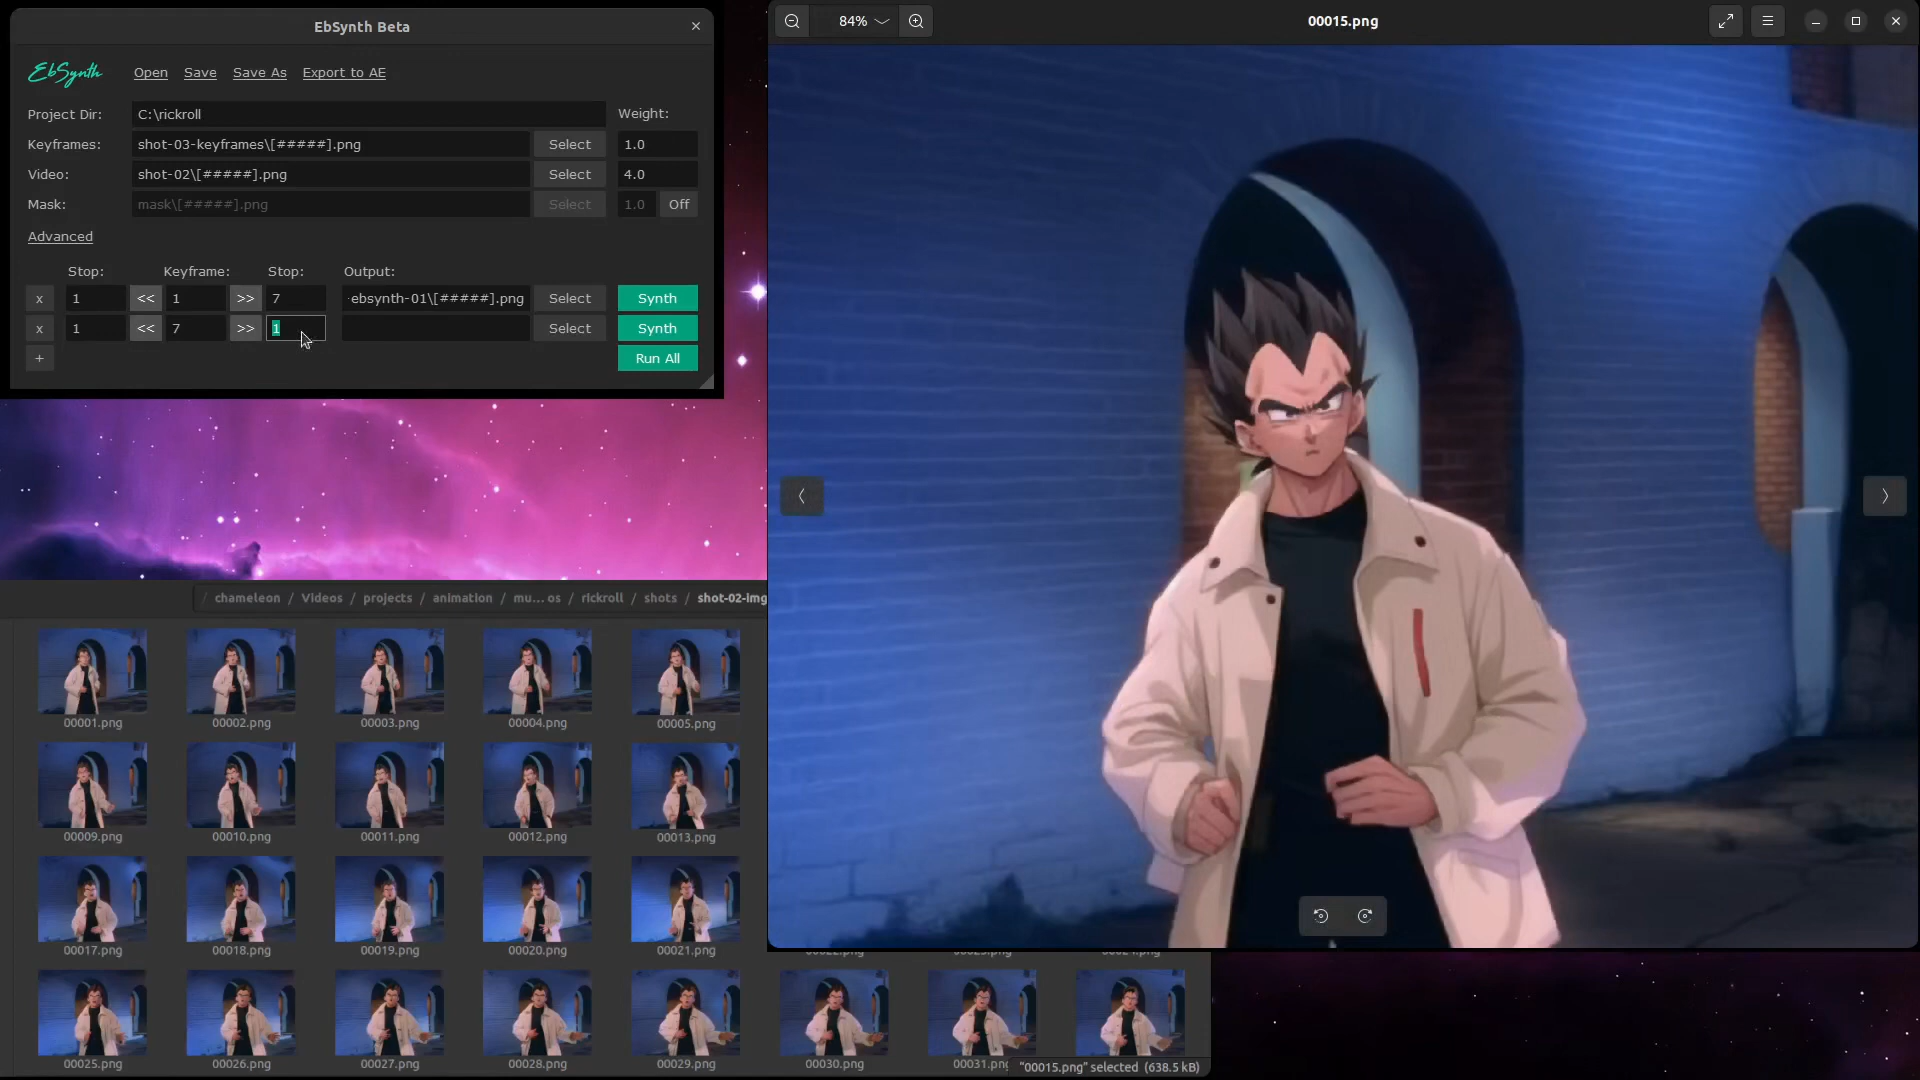 EbSynth Beta
EbSynth Open Save Save As Export to AE
Project Dir: C:\rickroll Weight:
Keyframes: shot-03-keyframes\[#####].png Select 1.0
Video: shot-02\[#####].png Select 4.0
Mask: mask\[#####].png Select 1.0 Off
Advanced
Stop: Keyframe: Stop: Output:
x 1 << 1 >> 7 -ebsynth-01\[#####].png Select Synth
x 1 << 7 >> 1 Select Synth
+ Run All
84% 00015.png
/ chameleon / Videos / projects / animation / mu... os / rickroll / shots / shot-02-img
00001.png 00002.png 00003.png 00004.png 00005.png
00009.png 00010.png 00011.png 00012.png 00013.png
00017.png 00018.png 00019.png 00020.png 00021.png 00022.png 00023.png 00024.png
00025.png 00026.png 00027.png 00028.png 00029.png 00030.png 00031.png
"00015.png" selected (638.5 kB)